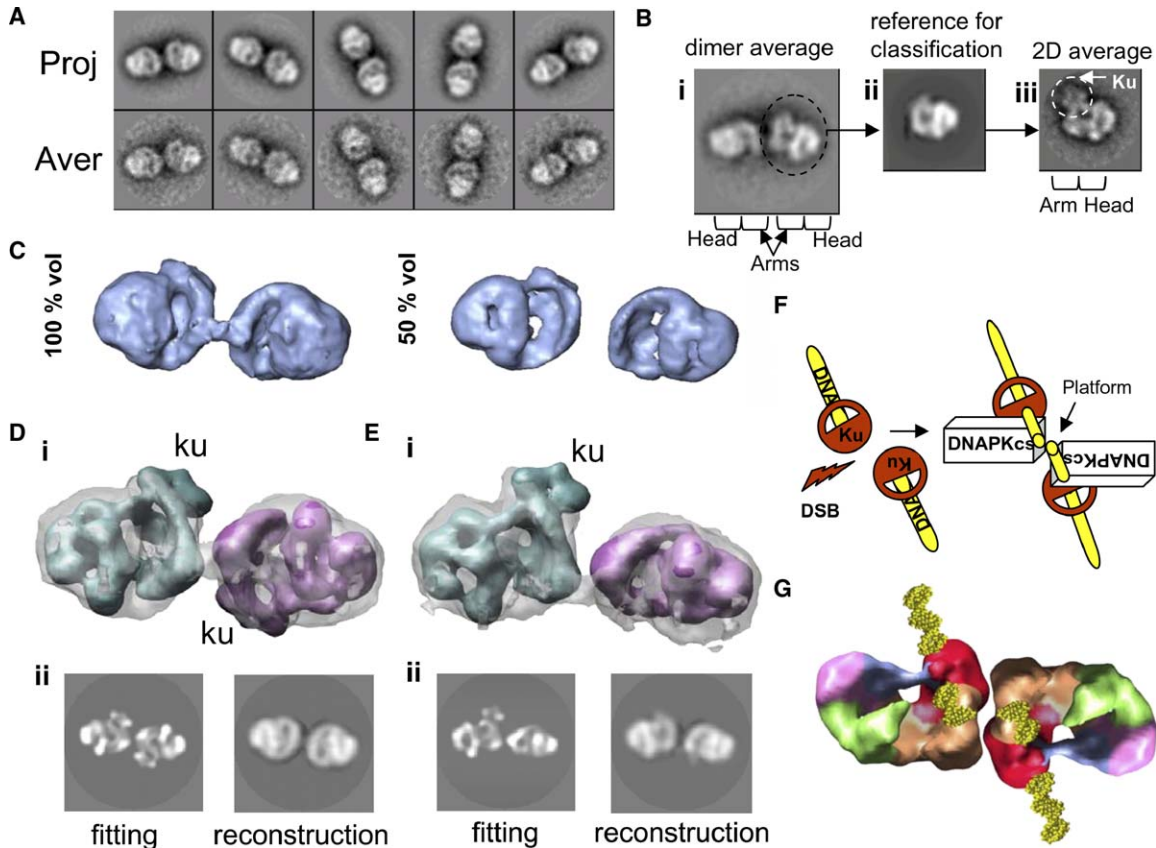 A
Proj
Aver
B
dimer average
reference for
classification
2D average
i
ii
iii
Ku
Head
Arms
Head
Arm Head
C
100 % vol
50 % vol
D
i
ku
ku
ii
fitting
reconstruction
E
i
ku
ii
fitting
reconstruction
F
DNA
Ku
Ku
DNA
DSB
DNAPKcs
Platform
DNAPKcs
G